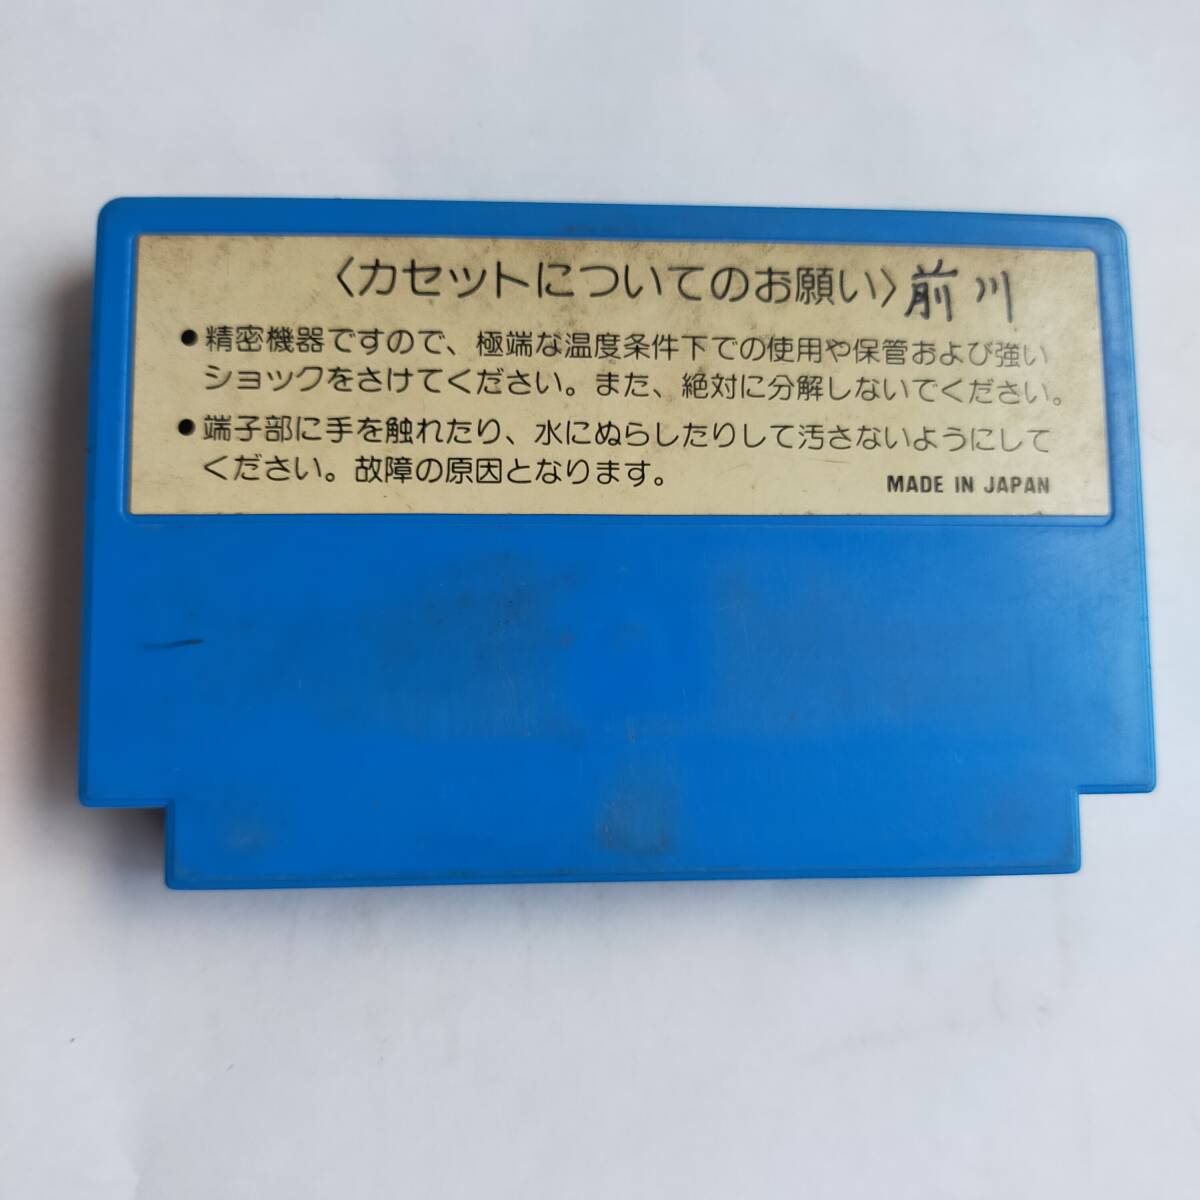 〈カセットについてのお願い〉前川
●精密機器ですので、極端な温度条件下での使用や保管および強い
ショックをさけてください。また、絶対に分解しないでください。
●端子部に手を触れたり、水にぬらしたりして汚さないようにして
ください。故障の原因となります。
MADE IN JAPAN